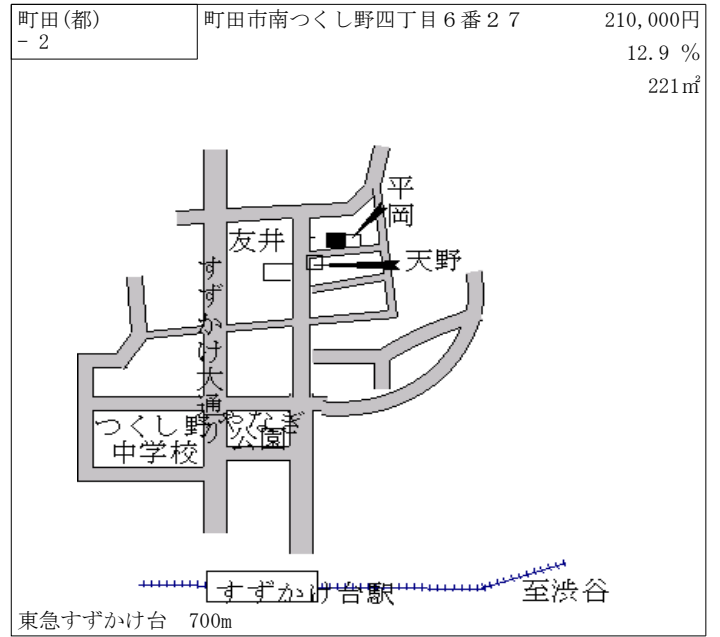 町田(都)
- 2
町田市南つくし野四丁目６番２７
210,000円
12.9 %
221㎡
平岡
友井
天野
すずかけ大通り
つくし野
中学校
やなぎ
公園
すずかけ台駅
至渋谷
東急すずかけ台 700m